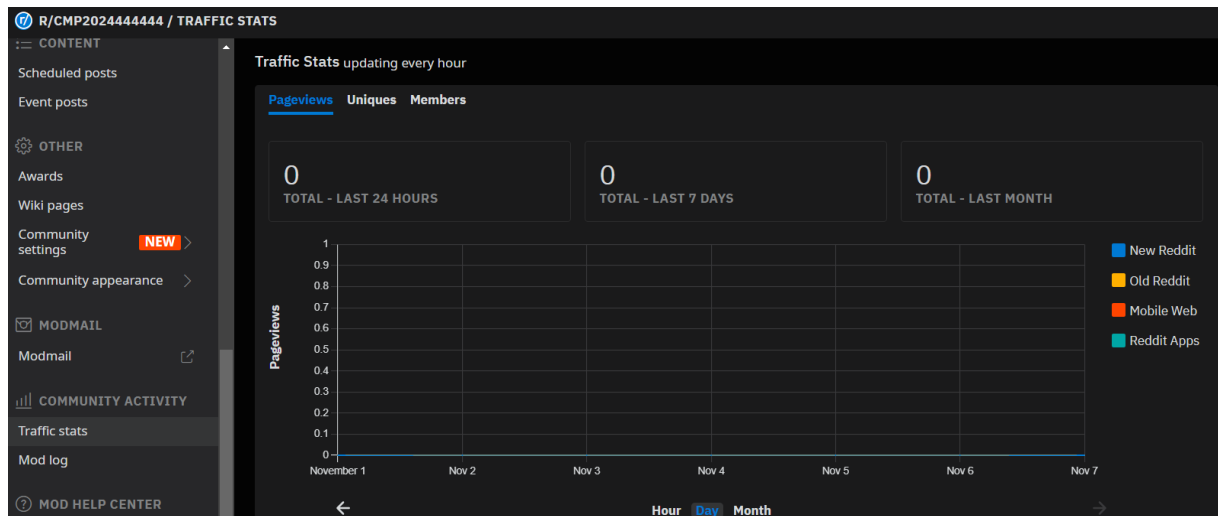 R/CMP2024444444 / TRAFFIC STATS
CONTENT
Scheduled posts
Event posts
OTHER
Awards
Wiki pages
Community settings NEW
Community appearance
MODMAIL
Modmail
COMMUNITY ACTIVITY
Traffic stats
Mod log
MOD HELP CENTER
Traffic Stats updating every hour
Pageviews Uniques Members
0
TOTAL - LAST 24 HOURS
0
TOTAL - LAST 7 DAYS
0
TOTAL - LAST MONTH
Pageviews
1
0.9
0.8
0.7
0.6
0.5
0.4
0.3
0.2
0.1
0
November 1 Nov 2 Nov 3 Nov 4 Nov 5 Nov 6 Nov 7
New Reddit
Old Reddit
Mobile Web
Reddit Apps
Hour Day Month